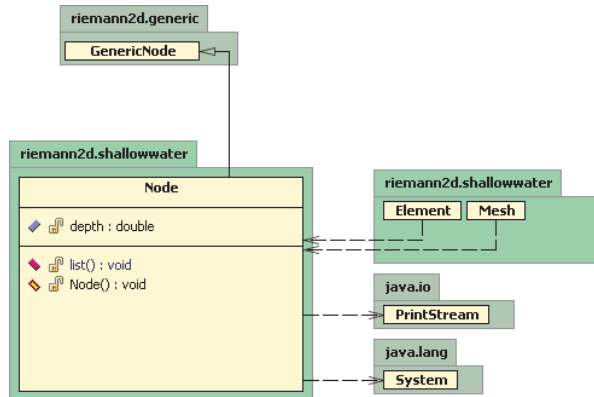 riemann2d.generic
GenericNode
riemann2d.shallowwater
Node
depth : double
list() : void
Node() : void
riemann2d.shallowwater
Element
Mesh
java.io
PrintStream
java.lang
System